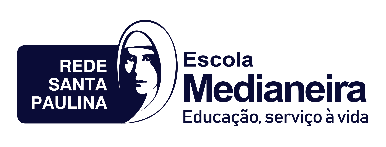 REDE
SANTA
PAULINA
Escola
Medianeira
Educação, serviço à vida